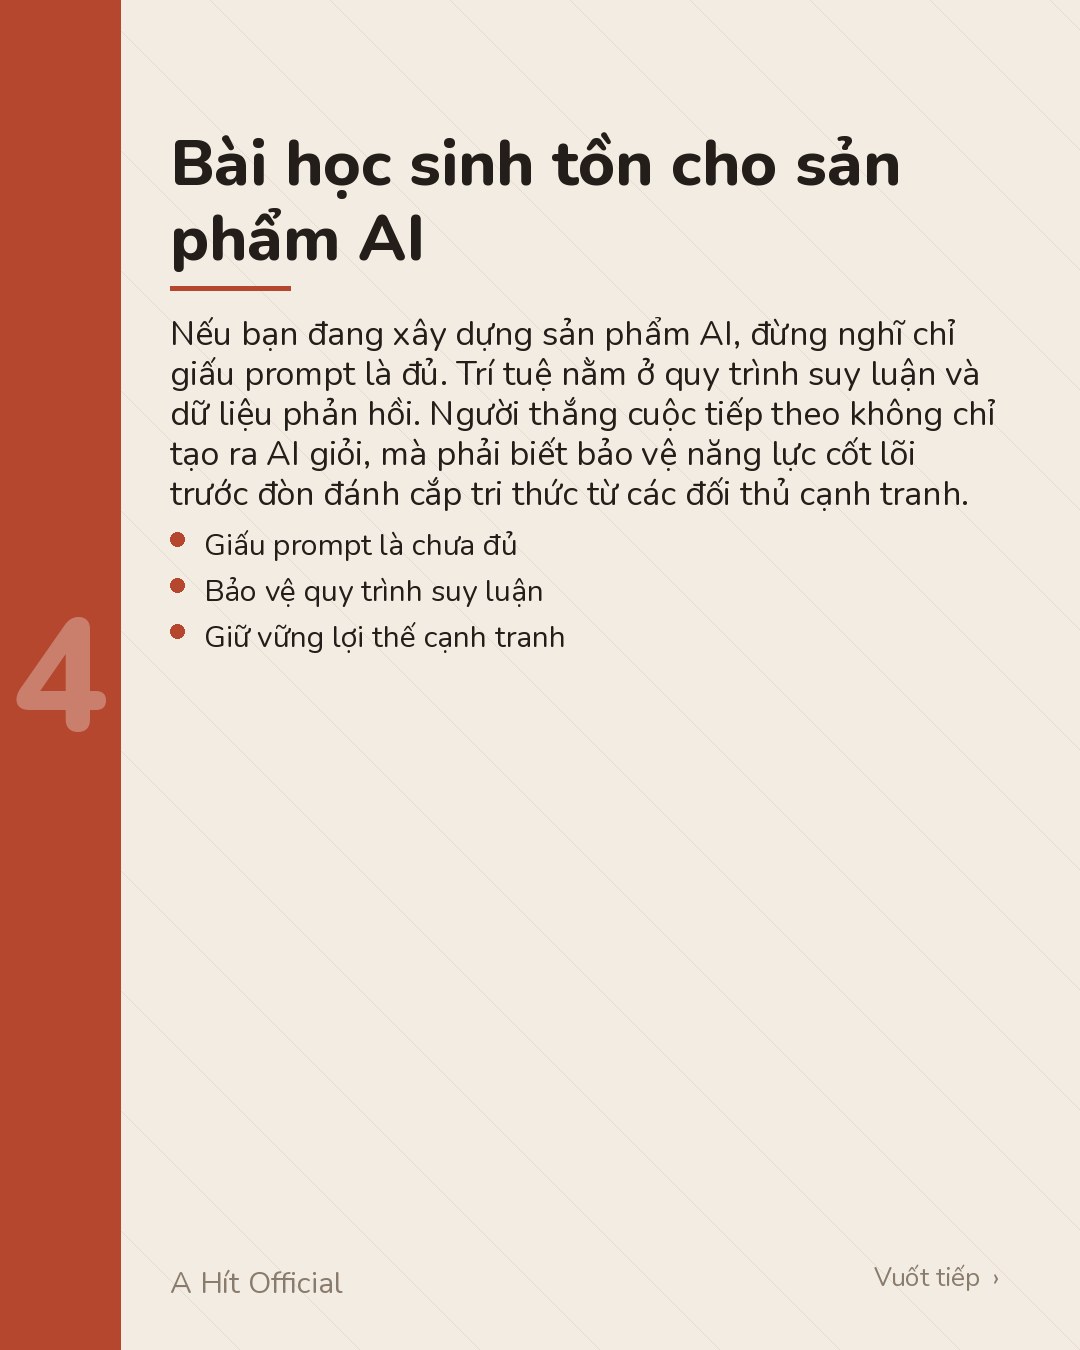 Bài học sinh tồn cho sản
phẩm AI
Nếu bạn đang xây dựng sản phẩm AI, đừng nghĩ chỉ
giấu prompt là đủ. Trí tuệ nằm ở quy trình suy luận và
dữ liệu phản hồi. Người thắng cuộc tiếp theo không chỉ
tạo ra AI giỏi, mà phải biết bảo vệ năng lực cốt lõi
trước đòn đánh cắp tri thức từ các đối thủ cạnh tranh.
Giấu prompt là chưa đủ
Bảo vệ quy trình suy luận
Giữ vững lợi thế cạnh tranh
4
A Hít Official
Vuốt tiếp ›